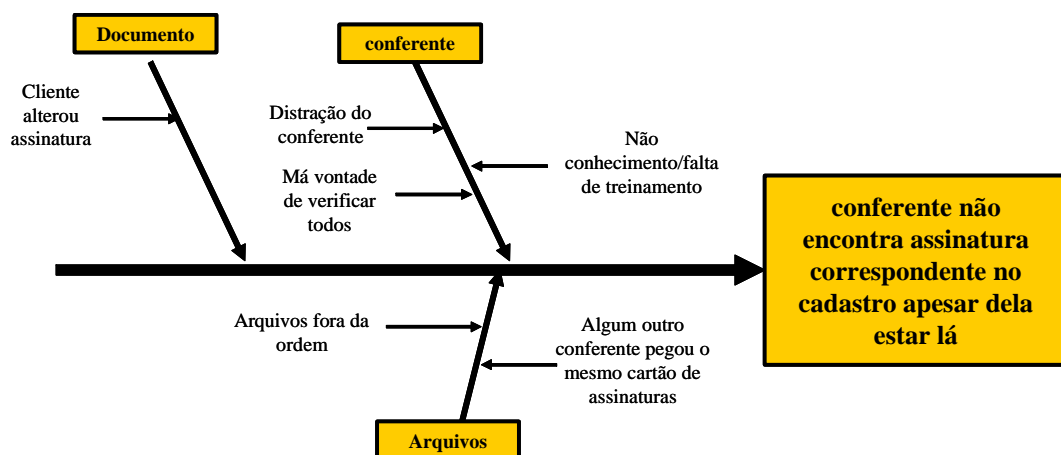 Documento
conferente
Cliente
alterou
assinatura
Distração do
conferente
Não
conhecimento/falta
de treinamento
Má vontade
de verificar
todos
conferente não
encontra assinatura
correspondente no
cadastro apesar dela
estar lá
Arquivos fora da
ordem
Algum outro
conferente pegou o
mesmo cartão de
assinaturas
Arquivos